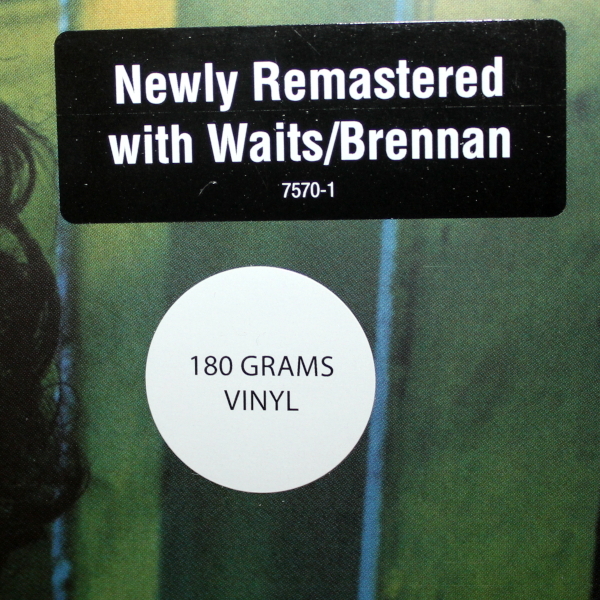 Newly Remastered
with Waits/Brennan
7570-1
180 GRAMS
VINYL